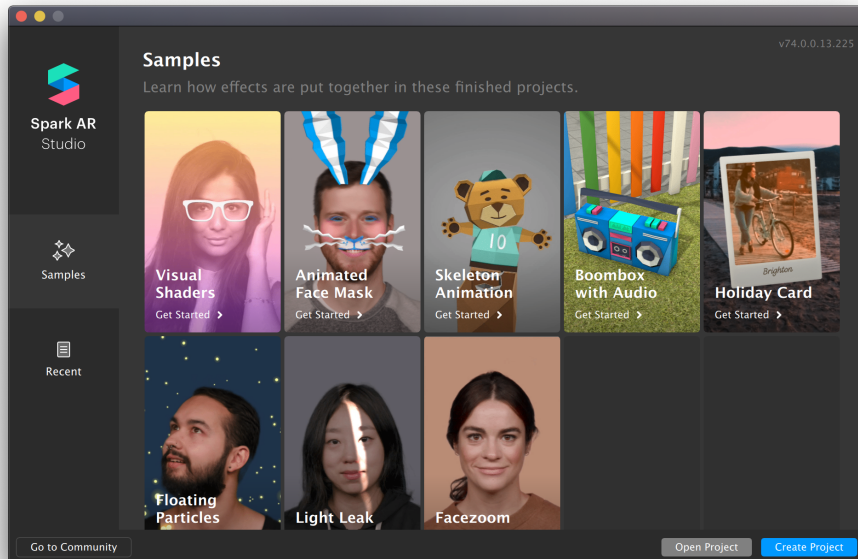 v74.0.0.13.225
Spark AR
Studio
Samples
Recent
Samples
Learn how effects are put together in these finished projects.
Visual
Shaders
Get Started
Animated
Face Mask
Get Started
10
Skeleton
Animation
Get Started
Boombox
with Audio
Get Started
Brighton
Holiday Card
Get Started
Floating
Particles
Light Leak
Facezoom
Go to Community
Open Project
Create Project